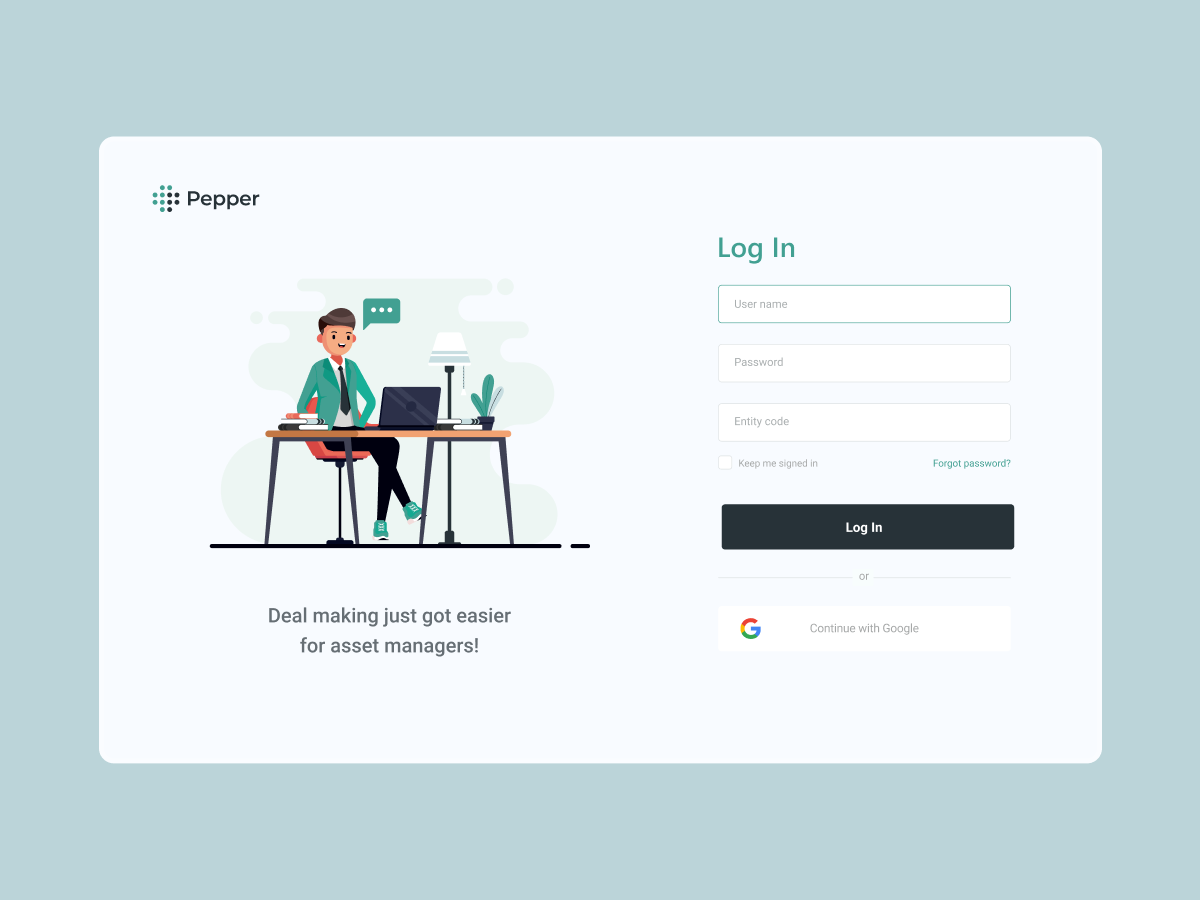 Pepper
Deal making just got easier
for asset managers!
Log In
User name
Password
Entity code
Keep me signed in
Forgot password?
Log In
or
Continue with Google